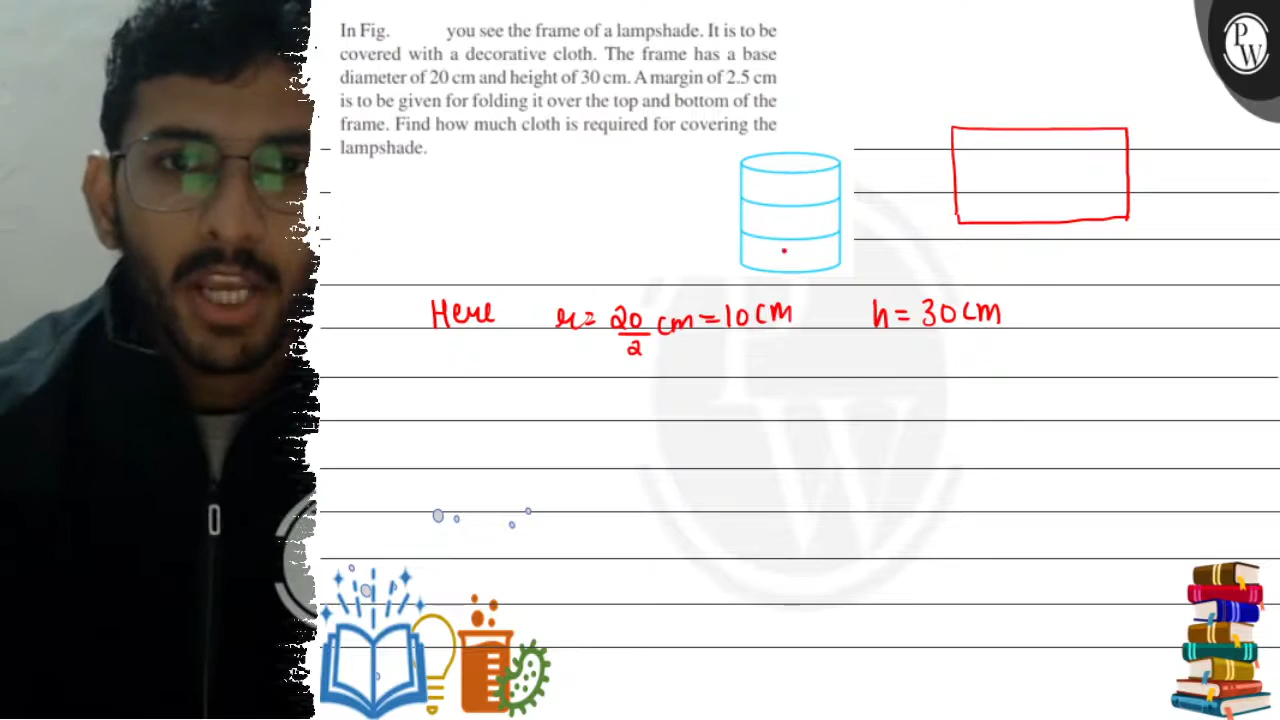 In Fig. you see the frame of a lampshade. It is to be
covered with a decorative cloth. The frame has a base
diameter of 20 cm and height of 30 cm. A margin of 2.5 cm
is to be given for folding it over the top and bottom of the
frame. Find how much cloth is required for covering the
lampshade.
PW
Here r = 20/2 cm = 10 cm h = 30 cm